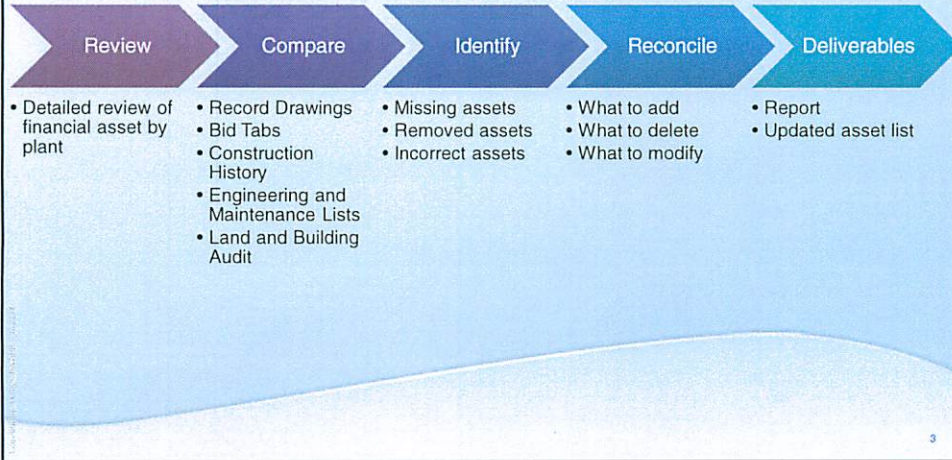 Review
Compare
Identify
Reconcile
Deliverables
• Detailed review of
financial asset by
plant
• Record Drawings
• Bid Tabs
• Construction
History
• Engineering and
Maintenance Lists
• Land and Building
Audit
• Missing assets
• Removed assets
• Incorrect assets
• What to add
• What to delete
• What to modify
• Report
• Updated asset list
3